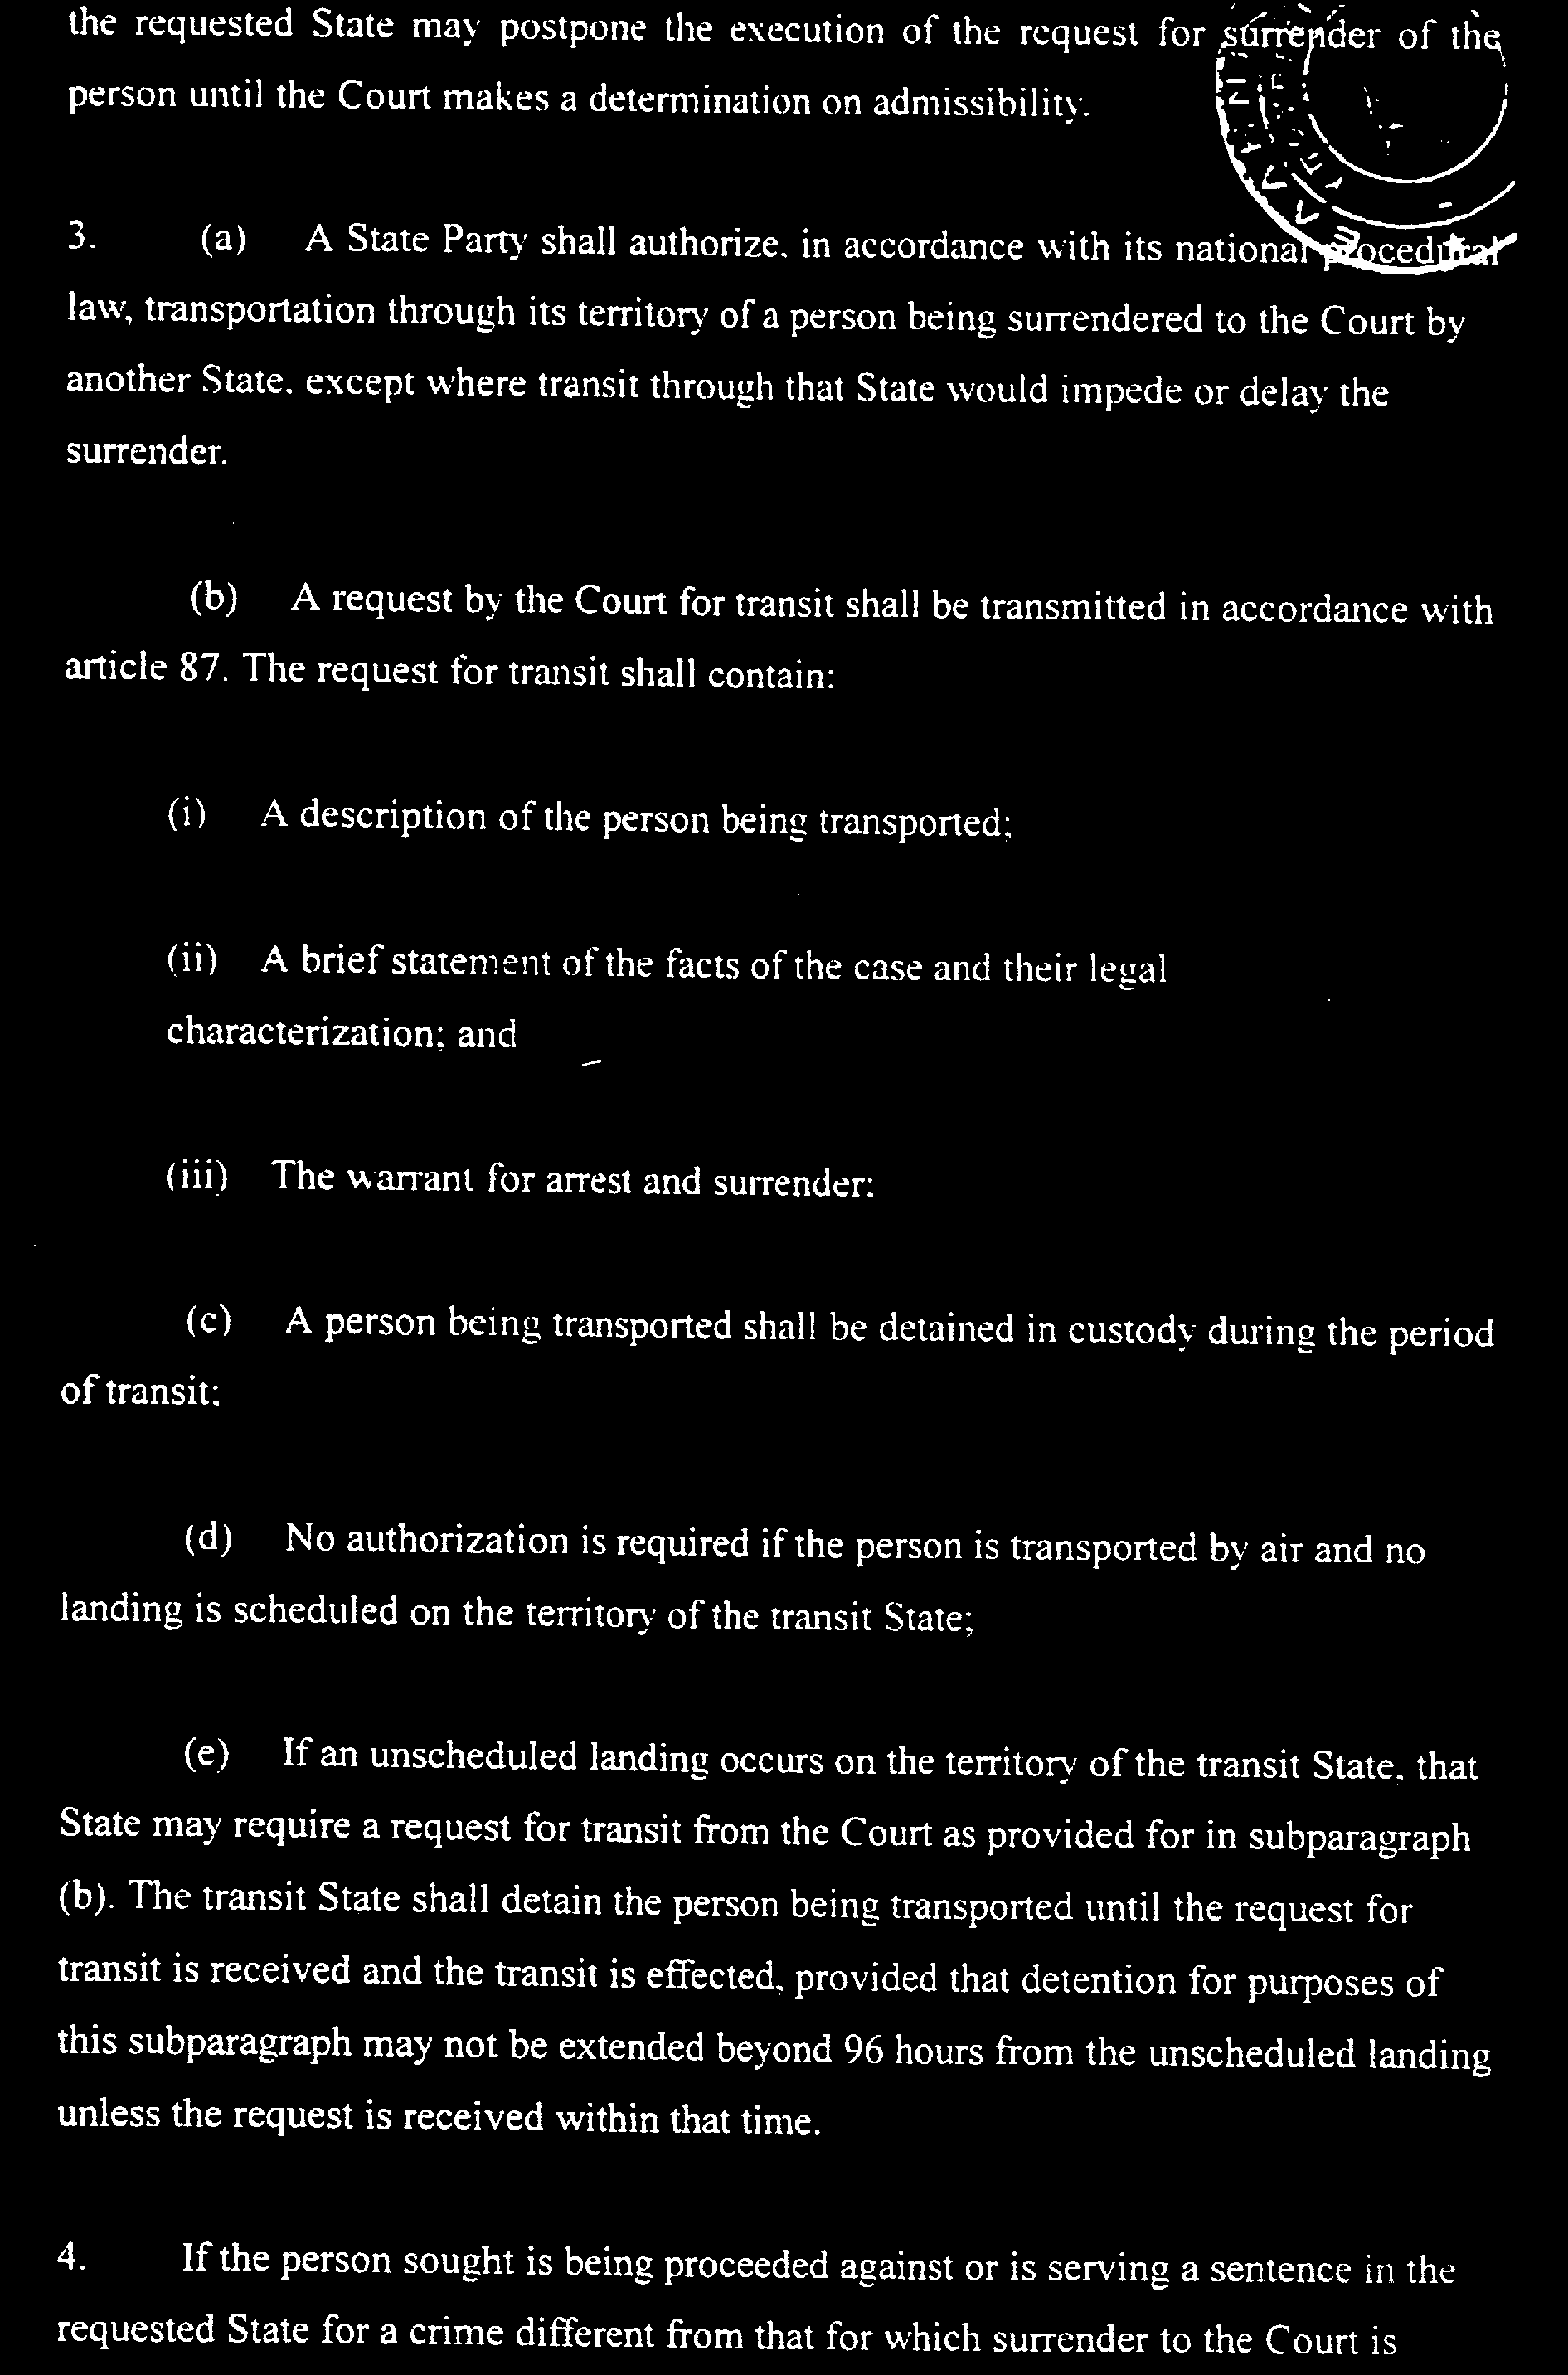 the requested State may postpone the execution of the request for surrender of the
person until the Court makes a determination on admissibility.
3. (a) A State Party shall authorize, in accordance with its national procedural
law, transportation through its territory of a person being surrendered to the Court by
another State, except where transit through that State would impede or delay the
surrender.
(b) A request by the Court for transit shall be transmitted in accordance with
article 87. The request for transit shall contain:
(i) A description of the person being transported;
(ii) A brief statement of the facts of the case and their legal
characterization; and
(iii) The warrant for arrest and surrender;
(c) A person being transported shall be detained in custody during the period
of transit;
(d) No authorization is required if the person is transported by air and no
landing is scheduled on the territory of the transit State;
(e) If an unscheduled landing occurs on the territory of the transit State, that
State may require a request for transit from the Court as provided for in subparagraph
(b). The transit State shall detain the person being transported until the request for
transit is received and the transit is effected, provided that detention for purposes of
this subparagraph may not be extended beyond 96 hours from the unscheduled landing
unless the request is received within that time.
4. If the person sought is being proceeded against or is serving a sentence in the
requested State for a crime different from that for which surrender to the Court is